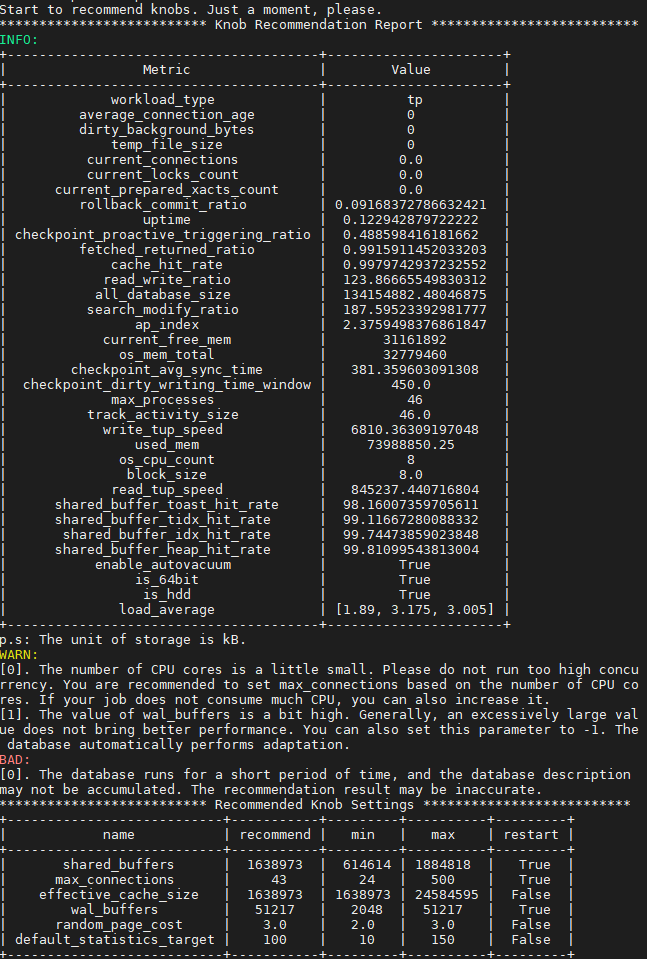 Start to recommend knobs. Just a moment, please.
************************** Knob Recommendation Report **************************
INFO:
+---------------------------------------+----------------------+
| Metric | Value |
+---------------------------------------+----------------------+
| workload_type | tp |
| average_connection_age | 0 |
| dirty_background_bytes | 0 |
| temp_file_size | 0 |
| current_connections | 0.0 |
| current_locks_count | 0.0 |
| current_prepared_xacts_count | 0.0 |
| rollback_commit_ratio | 0.09168372786632421 |
| uptime | 0.122942879722222 |
| checkpoint_proactive_triggering_ratio | 0.488598416181662 |
| fetched_returned_ratio | 0.9915911452033203 |
| cache_hit_rate | 0.9979742937232552 |
| read_write_ratio | 123.86665549830312 |
| all_database_size | 134154882.48046875 |
| search_modify_ratio | 187.59523392981777 |
| ap_index | 2.3759498376861847 |
| current_free_mem | 31161892 |
| os_mem_total | 32779460 |
| checkpoint_avg_sync_time | 381.359603091308 |
| checkpoint_dirty_writing_time_window | 450.0 |
| max_processes | 46 |
| track_activity_size | 46.0 |
| write_tup_speed | 6810.36309197048 |
| used_mem | 73988850.25 |
| os_cpu_count | 8 |
| block_size | 8.0 |
| read_tup_speed | 845237.440716804 |
| shared_buffer_toast_hit_rate | 98.16007359705611 |
| shared_buffer_tidx_hit_rate | 99.11667280088332 |
| shared_buffer_idx_hit_rate | 99.74473859023848 |
| shared_buffer_heap_hit_rate | 99.81099543813004 |
| enable_autovacuum | True |
| is_64bit | True |
| is_hdd | True |
| load_average | [1.89, 3.175, 3.005] |
+---------------------------------------+----------------------+
p.s: The unit of storage is kB.
WARN:
[0]. The number of CPU cores is a little small. Please do not run too high concu
rrency. You are recommended to set max_connections based on the number of CPU co
res. If your job does not consume much CPU, you can also increase it.
[1]. The value of wal_buffers is a bit high. Generally, an excessively large val
ue does not bring better performance. You can also set this parameter to -1. The
 database automatically performs adaptation.
BAD:
[0]. The database runs for a short period of time, and the database description
may not be accumulated. The recommendation result may be inaccurate.
************************** Recommended Knob Settings **************************
+---------------------------+-----------+---------+----------+---------+
| name | recommend | min | max | restart |
+---------------------------+-----------+---------+----------+---------+
| shared_buffers | 1638973 | 614614 | 1884818 | True |
| max_connections | 43 | 24 | 500 | True |
| effective_cache_size | 1638973 | 1638973 | 24584595 | False |
| wal_buffers | 51217 | 2048 | 51217 | True |
| random_page_cost | 3.0 | 2.0 | 3.0 | False |
| default_statistics_target | 100 | 10 | 150 | False |
+---------------------------+-----------+---------+----------+---------+